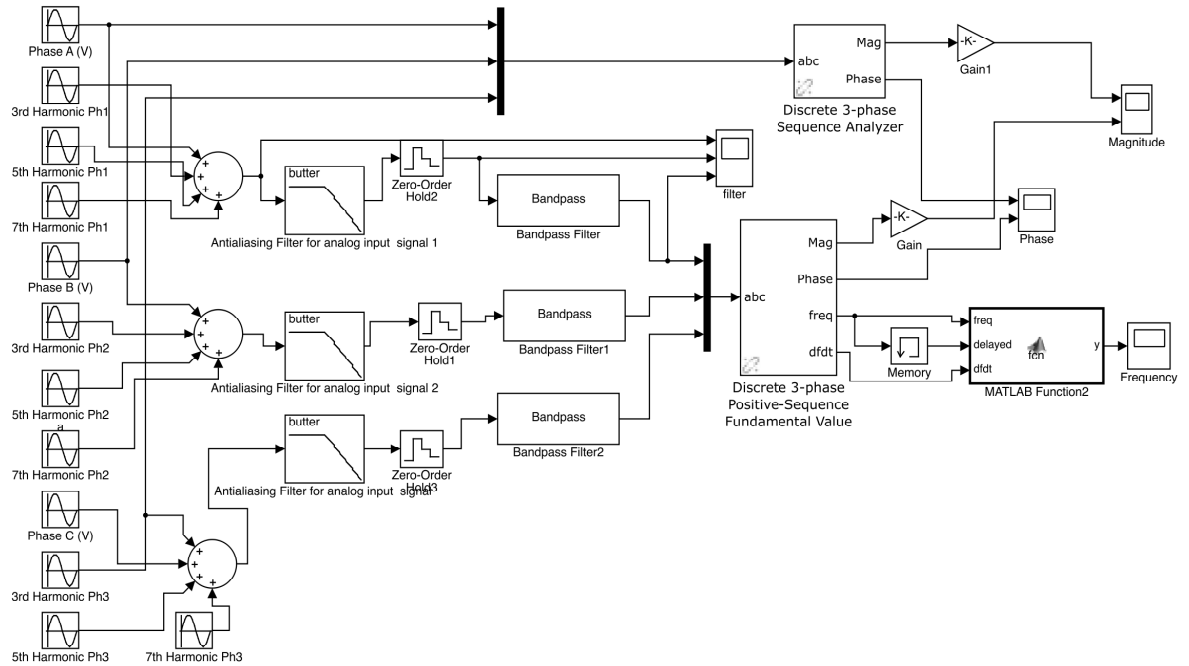 Phase A (V)
3rd Harmonic Ph1
5th Harmonic Ph1
7th Harmonic Ph1
Phase B (V)
3rd Harmonic Ph2
5th Harmonic Ph2
a
7th Harmonic Ph2
Phase C (V)
3rd Harmonic Ph3
5th Harmonic Ph3
7th Harmonic Ph3
+
+
+
+
+
+
+
+
+
+
+
+
butter
Antialiasing Filter for analog input signal 1
Zero-Order
Hold2
Bandpass
Bandpass Filter
filter
butter
Antialiasing Filter for analog input signal 2
Zero-Order
Hold1
Bandpass
Bandpass Filter1
butter
Antialiasing Filter for analog input signal
Zero-Order
Hold3
Bandpass
Bandpass Filter2
abc
Mag
Phase
Discrete 3-phase
Sequence Analyzer
-K-
Gain1
Magnitude
abc
Mag
Phase
freq
dfdt
Discrete 3-phase
Positive-Sequence
Fundamental Value
-K-
Gain
Phase
Memory
freq
delayed
dfdt
fcn
y
MATLAB Function2
Frequency